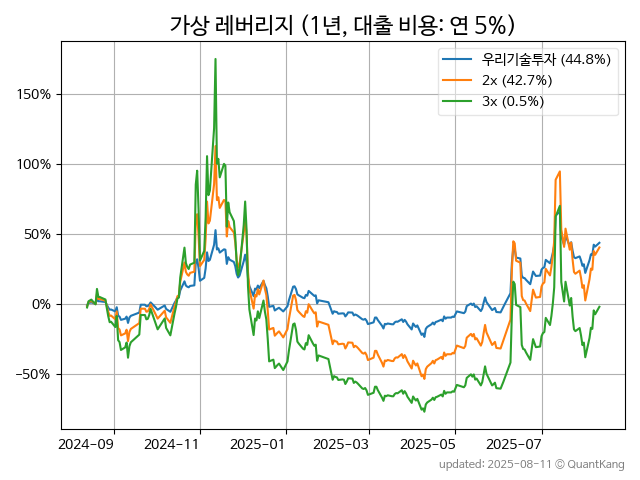 가상 레버리지 (1년, 대출 비용: 연 5%)
우리기술투자 (44.8%)
2x (42.7%)
3x (0.5%)
150%
100%
50%
0%
−50%
2024-09 2024-11 2025-01 2025-03 2025-05 2025-07
updated: 2025-08-11 © QuantKang